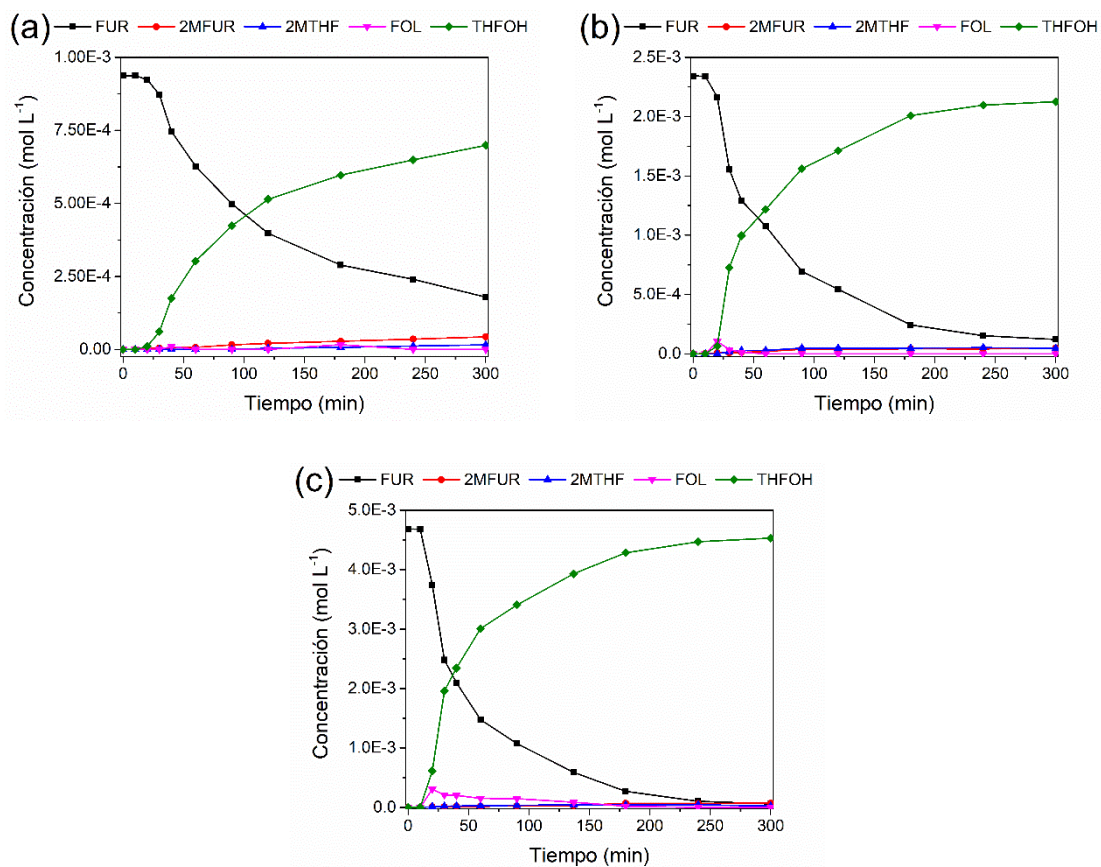 (a) FUR 2MFUR 2MTHF FOL THFOH
1.00E-3
7.50E-4
5.00E-4
2.50E-4
0.00
Concentración (mol L⁻¹)
0 50 100 150 200 250 300
Tiempo (min)
(b) FUR 2MFUR 2MTHF FOL THFOH
2.5E-3
2.0E-3
1.5E-3
1.0E-3
5.0E-4
0.0
Concentración (mol L⁻¹)
0 50 100 150 200 250 300
Tiempo (min)
(c) FUR 2MFUR 2MTHF FOL THFOH
5.0E-3
4.0E-3
3.0E-3
2.0E-3
1.0E-3
0.0
Concentración (mol L⁻¹)
0 50 100 150 200 250 300
Tiempo (min)